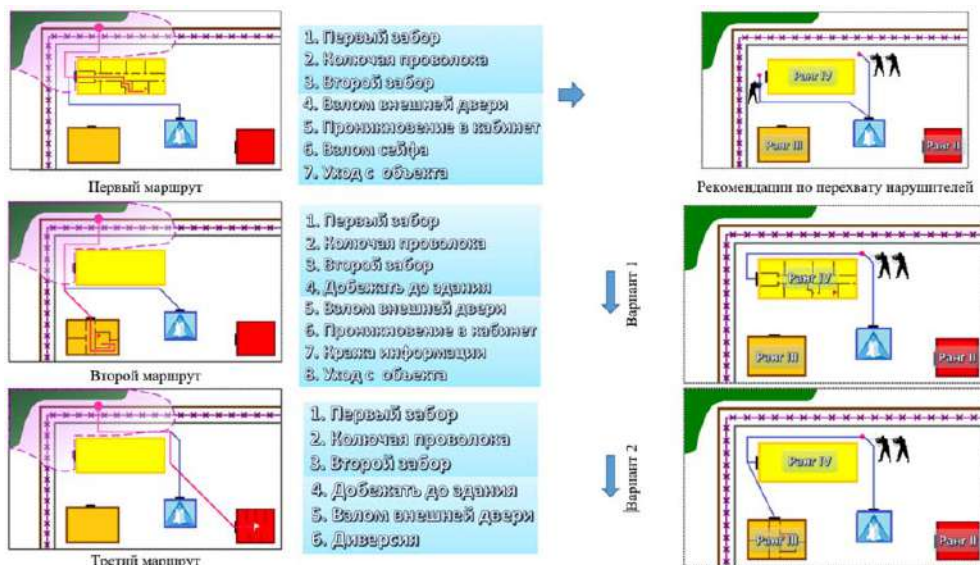 1. Первый забор
2. Колючая проволока
3. Второй забор
4. Взлом внешней двери
5. Проникновение в кабинет
6. Взлом сейфа
7. Уход с объекта
Первый маршрут
Ранг IV
Ранг III
Ранг II
Рекомендации по перехвату нарушителей
1. Первый забор
2. Колючая проволока
3. Второй забор
4. Добежать до здания
5. Взлом внешней двери
6. Проникновение в кабинет
7. Кража информации
8. Уход с объекта
Второй маршрут
Вариант 1
Ранг IV
Ранг III
Ранг II
1. Первый забор
2. Колючая проволока
3. Второй забор
4. Добежать до здания
5. Взлом внешней двери
6. Диверсия
Третий маршрут
Вариант 2
Ранг IV
Ранг III
Ранг II